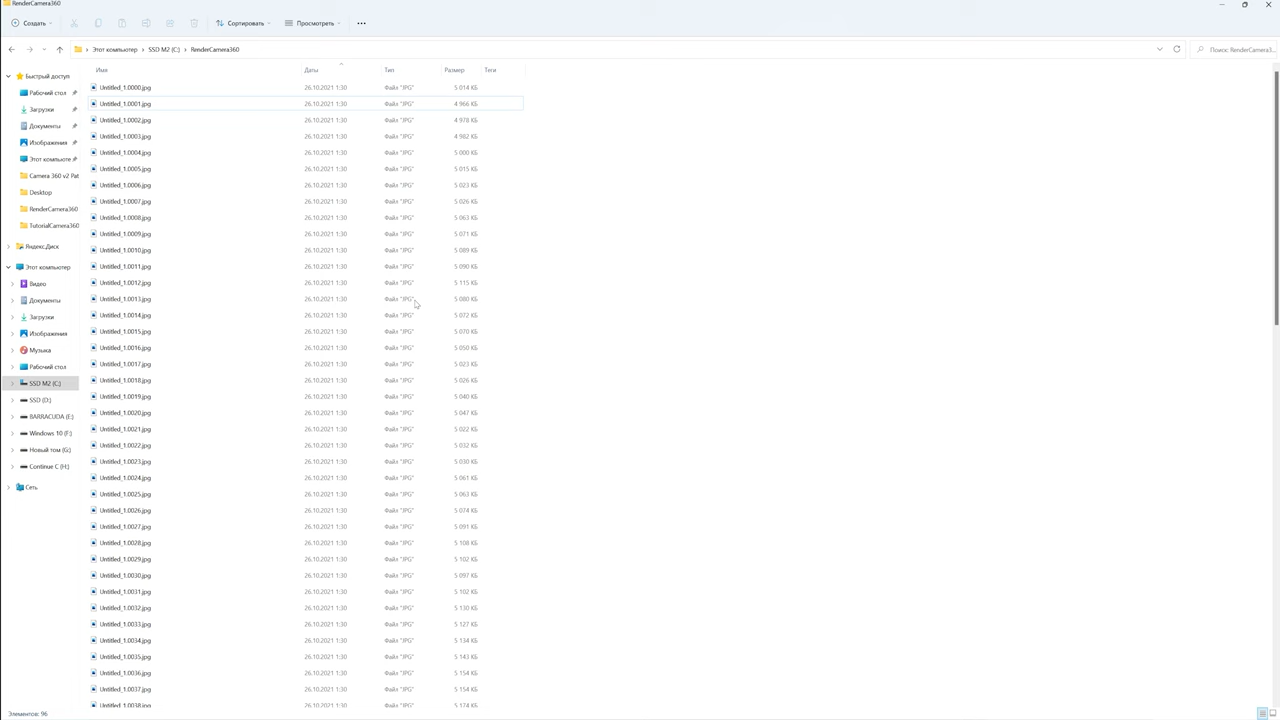 RenderCamera360
Создать
Сортировать
Просмотреть
Этот компьютер > SSD M2 (C:) > RenderCamera360
Поиск: RenderCamera3...
Имя Даты Тип Размер Теги
Быстрый доступ
Рабочий стол
Загрузки
Документы
Изображения
Этот компьюте
Camera 360 v2 Pat
Desktop
RenderCamera360
TutorialCamera360
Яндекс.Диск
Этот компьютер
Видео
Документы
Загрузки
Изображения
Музыка
Рабочий стол
SSD M2 (C:)
SSD (D:)
BARRACUDA (E:)
Windows 10 (F:)
Новый том (G:)
Continue C (H:)
Сеть
Untitled_1.0000.jpg 26.10.2021 1:30 Файл "JPG" 5 014 КБ
Untitled_1.0001.jpg 26.10.2021 1:30 Файл "JPG" 4 966 КБ
Untitled_1.0002.jpg 26.10.2021 1:30 Файл "JPG" 4 978 КБ
Untitled_1.0003.jpg 26.10.2021 1:30 Файл "JPG" 4 982 КБ
Untitled_1.0004.jpg 26.10.2021 1:30 Файл "JPG" 5 000 КБ
Untitled_1.0005.jpg 26.10.2021 1:30 Файл "JPG" 5 015 КБ
Untitled_1.0006.jpg 26.10.2021 1:30 Файл "JPG" 5 023 КБ
Untitled_1.0007.jpg 26.10.2021 1:30 Файл "JPG" 5 026 КБ
Untitled_1.0008.jpg 26.10.2021 1:30 Файл "JPG" 5 063 КБ
Untitled_1.0009.jpg 26.10.2021 1:30 Файл "JPG" 5 071 КБ
Untitled_1.0010.jpg 26.10.2021 1:30 Файл "JPG" 5 089 КБ
Untitled_1.0011.jpg 26.10.2021 1:30 Файл "JPG" 5 090 КБ
Untitled_1.0012.jpg 26.10.2021 1:30 Файл "JPG" 5 115 КБ
Untitled_1.0013.jpg 26.10.2021 1:30 Файл "JPG" 5 080 КБ
Untitled_1.0014.jpg 26.10.2021 1:30 Файл "JPG" 5 072 КБ
Untitled_1.0015.jpg 26.10.2021 1:30 Файл "JPG" 5 070 КБ
Untitled_1.0016.jpg 26.10.2021 1:30 Файл "JPG" 5 050 КБ
Untitled_1.0017.jpg 26.10.2021 1:30 Файл "JPG" 5 023 КБ
Untitled_1.0018.jpg 26.10.2021 1:30 Файл "JPG" 5 026 КБ
Untitled_1.0019.jpg 26.10.2021 1:30 Файл "JPG" 5 040 КБ
Untitled_1.0020.jpg 26.10.2021 1:30 Файл "JPG" 5 047 КБ
Untitled_1.0021.jpg 26.10.2021 1:30 Файл "JPG" 5 022 КБ
Untitled_1.0022.jpg 26.10.2021 1:30 Файл "JPG" 5 032 КБ
Untitled_1.0023.jpg 26.10.2021 1:30 Файл "JPG" 5 030 КБ
Untitled_1.0024.jpg 26.10.2021 1:30 Файл "JPG" 5 061 КБ
Untitled_1.0025.jpg 26.10.2021 1:30 Файл "JPG" 5 063 КБ
Untitled_1.0026.jpg 26.10.2021 1:30 Файл "JPG" 5 074 КБ
Untitled_1.0027.jpg 26.10.2021 1:30 Файл "JPG" 5 091 КБ
Untitled_1.0028.jpg 26.10.2021 1:30 Файл "JPG" 5 108 КБ
Untitled_1.0029.jpg 26.10.2021 1:30 Файл "JPG" 5 102 КБ
Untitled_1.0030.jpg 26.10.2021 1:30 Файл "JPG" 5 097 КБ
Untitled_1.0031.jpg 26.10.2021 1:30 Файл "JPG" 5 102 КБ
Untitled_1.0032.jpg 26.10.2021 1:30 Файл "JPG" 5 130 КБ
Untitled_1.0033.jpg 26.10.2021 1:30 Файл "JPG" 5 127 КБ
Untitled_1.0034.jpg 26.10.2021 1:30 Файл "JPG" 5 134 КБ
Untitled_1.0035.jpg 26.10.2021 1:30 Файл "JPG" 5 143 КБ
Untitled_1.0036.jpg 26.10.2021 1:30 Файл "JPG" 5 154 КБ
Untitled_1.0037.jpg 26.10.2021 1:30 Файл "JPG" 5 154 КБ
Untitled_1.0038.jpg 26.10.2021 1:30 Файл "JPG" 5 174 КБ
Элементов: 96